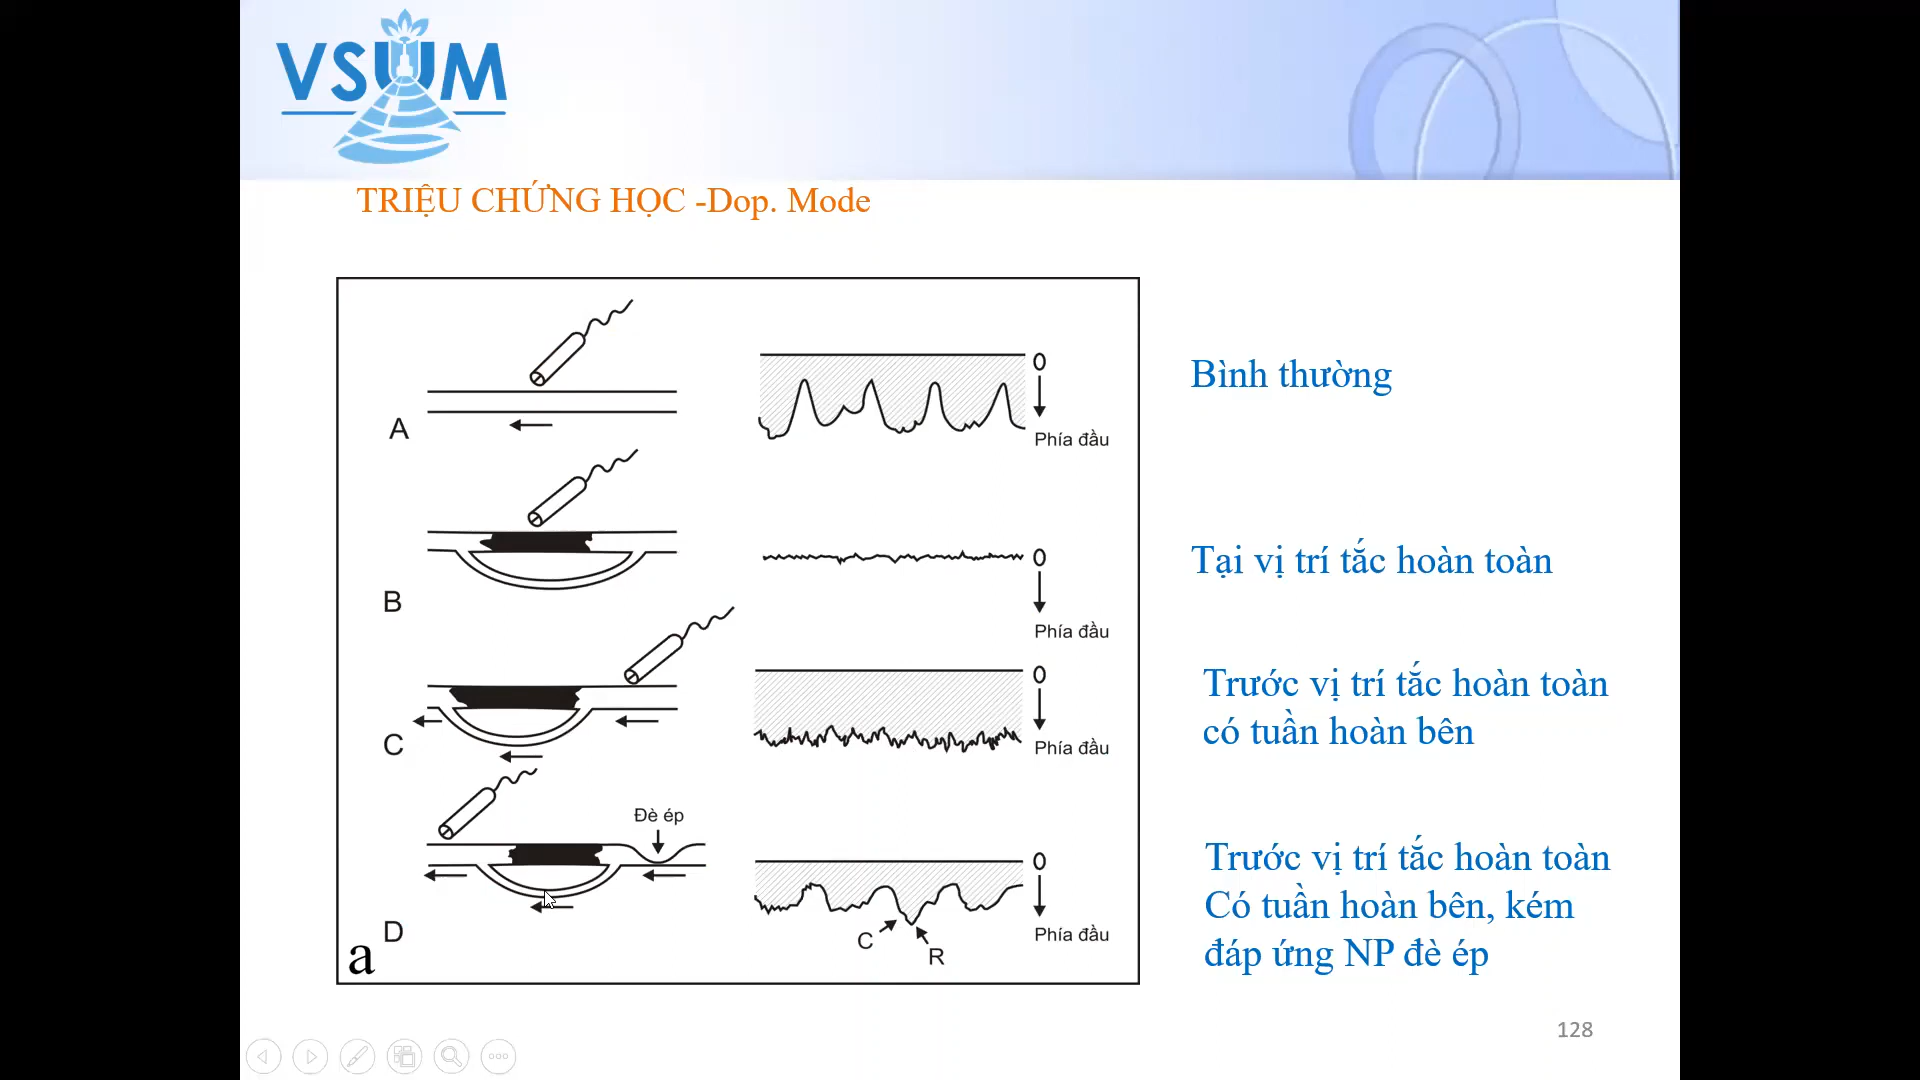 VSUM
TRIỆU CHỨNG HỌC -Dop. Mode
A
0
Phía đầu
Bình thường
B
0
Phía đầu
Tại vị trí tắc hoàn toàn
C
0
Phía đầu
Trước vị trí tắc hoàn toàn
có tuần hoàn bên
Đè ép
D
0
C
R
Phía đầu
a
Trước vị trí tắc hoàn toàn
Có tuần hoàn bên, kém
đáp ứng NP đè ép
128